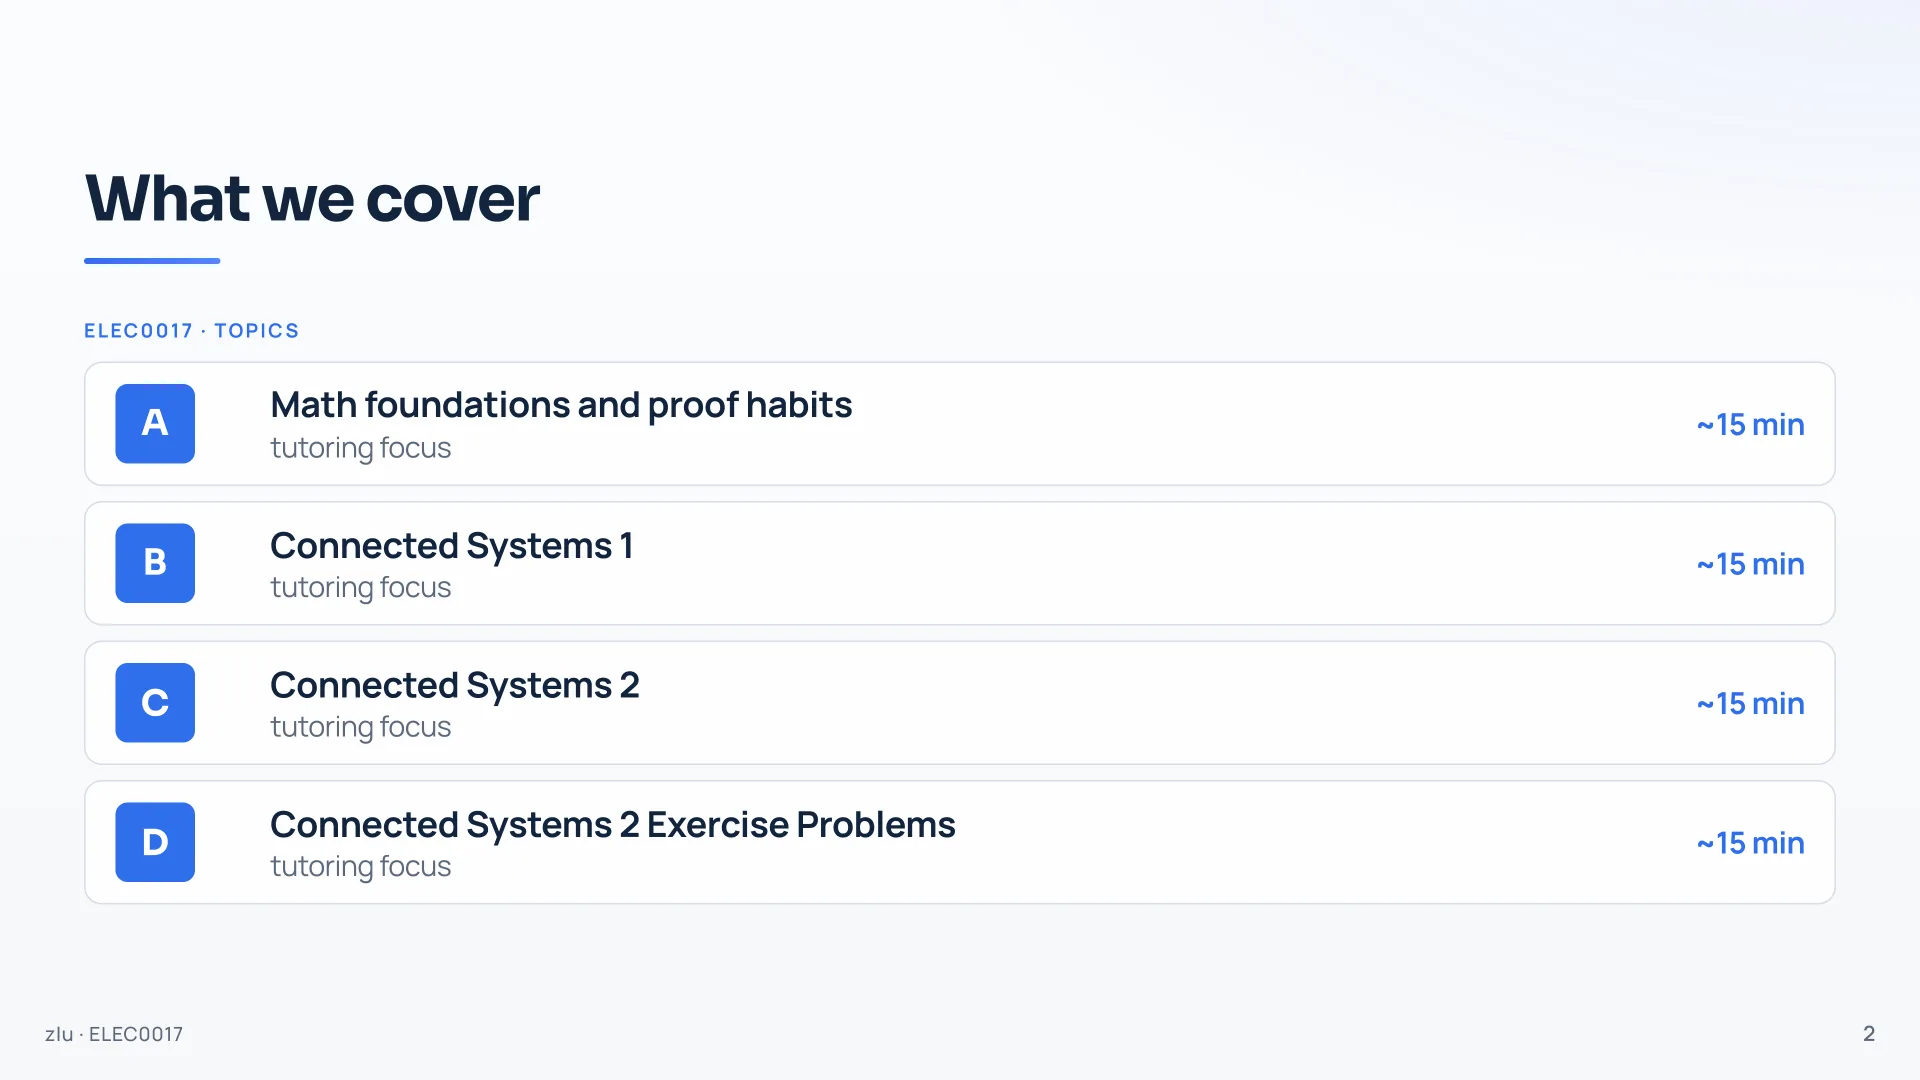 What we cover
ELEC0017 · TOPICS
A
Math foundations and proof habits
tutoring focus
~15 min
B
Connected Systems 1
tutoring focus
~15 min
C
Connected Systems 2
tutoring focus
~15 min
D
Connected Systems 2 Exercise Problems
tutoring focus
~15 min
zlu · ELEC0017
2